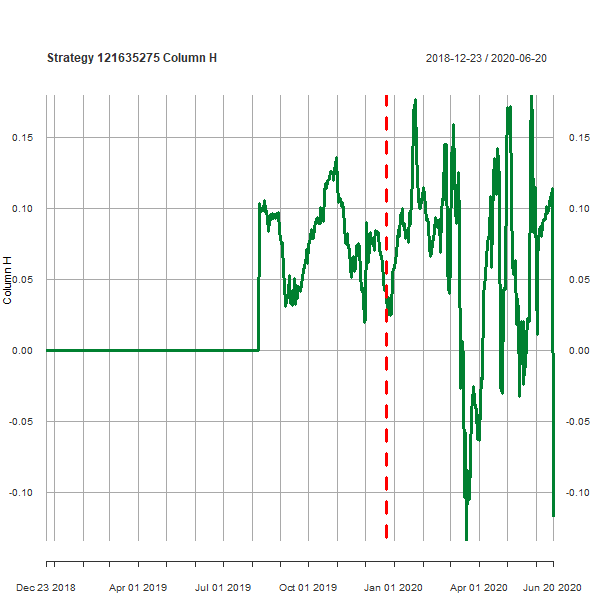 Strategy 121635275 Column H
2018-12-23 / 2020-06-20
0.15
0.15
0.10
0.10
0.05
0.05
Column H
0.00
0.00
-0.05
-0.05
-0.10
-0.10
Dec 23 2018
Apr 01 2019
Jul 01 2019
Oct 01 2019
Jan 01 2020
Apr 01 2020
Jun 20 2020